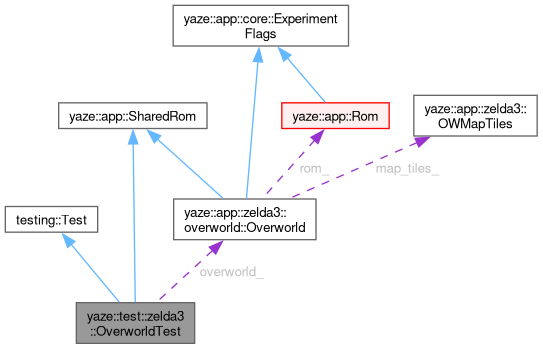 yaze::app::core::Experiment
Flags
yaze::app::SharedRom
yaze::app::Rom
yaze::app::zelda3::
OWMapTiles
rom_
map_tiles_
testing::Test
yaze::app::zelda3::
overworld::Overworld
overworld_
yaze::test::zelda3
::OverworldTest